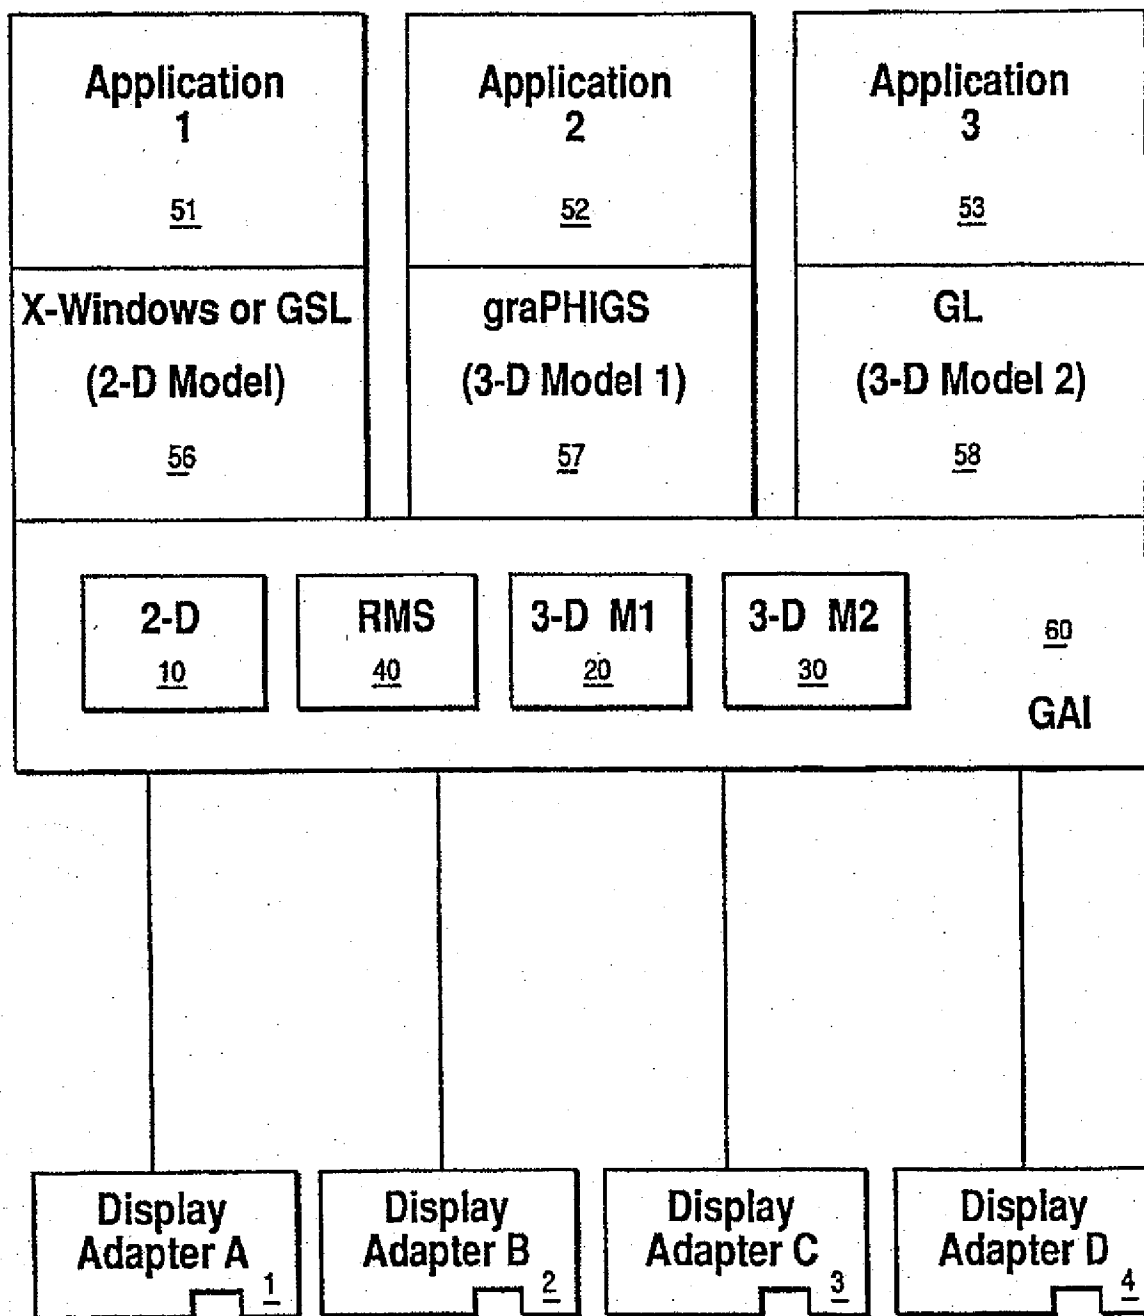 Application
1
51
Application
2
52
Application
3
53
X-Windows or GSL
(2-D Model)
56
graPHIGS
(3-D Model 1)
57
GL
(3-D Model 2)
58
2-D
10
RMS
40
3-D M1
20
3-D M2
30
60
GAI
Display
Adapter A
1
Display
Adapter B
2
Display
Adapter C
3
Display
Adapter D
4